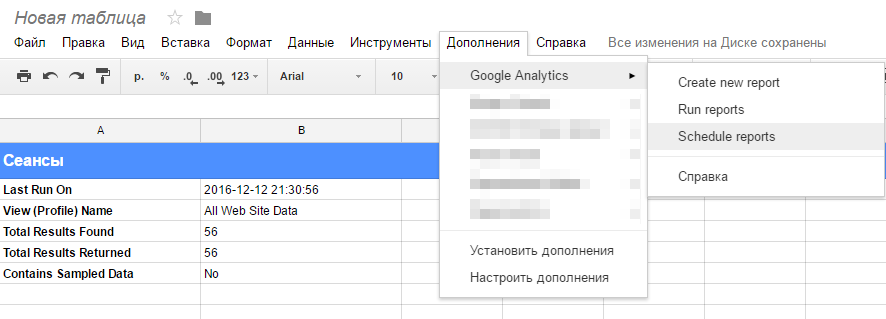 Новая таблица
Файл Правка Вид Вставка Формат Данные Инструменты Дополнения Справка Все изменения на Диске сохранены
р. % .0 .00 123 Arial 10
Google Analytics
Create new report
Run reports
Schedule reports
Справка
Установить дополнения
Настроить дополнения
A B
Сеансы
Last Run On 2016-12-12 21:30:56
View (Profile) Name All Web Site Data
Total Results Found 56
Total Results Returned 56
Contains Sampled Data No